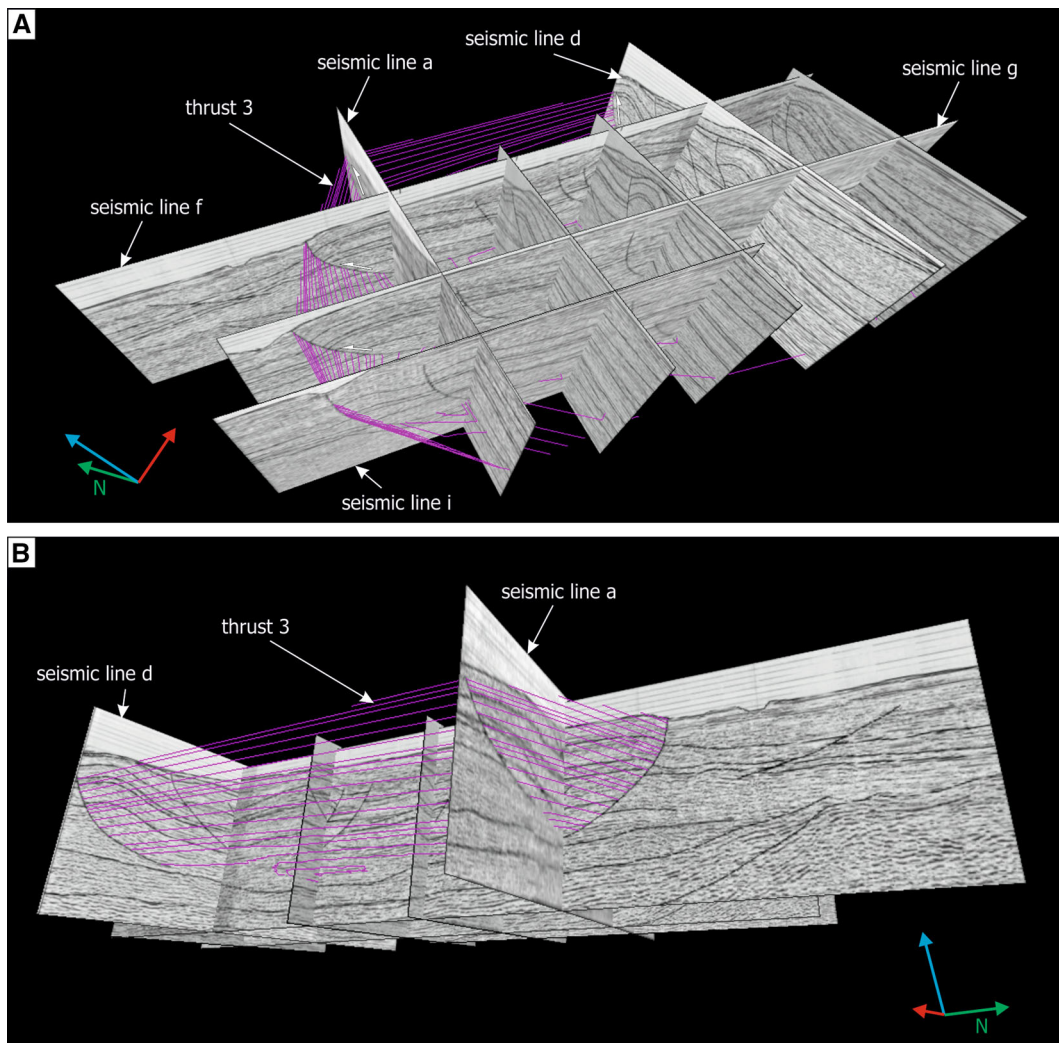 A
seismic line d
seismic line a
seismic line g
thrust 3
seismic line f
N
seismic line i
B
seismic line a
thrust 3
seismic line d
N